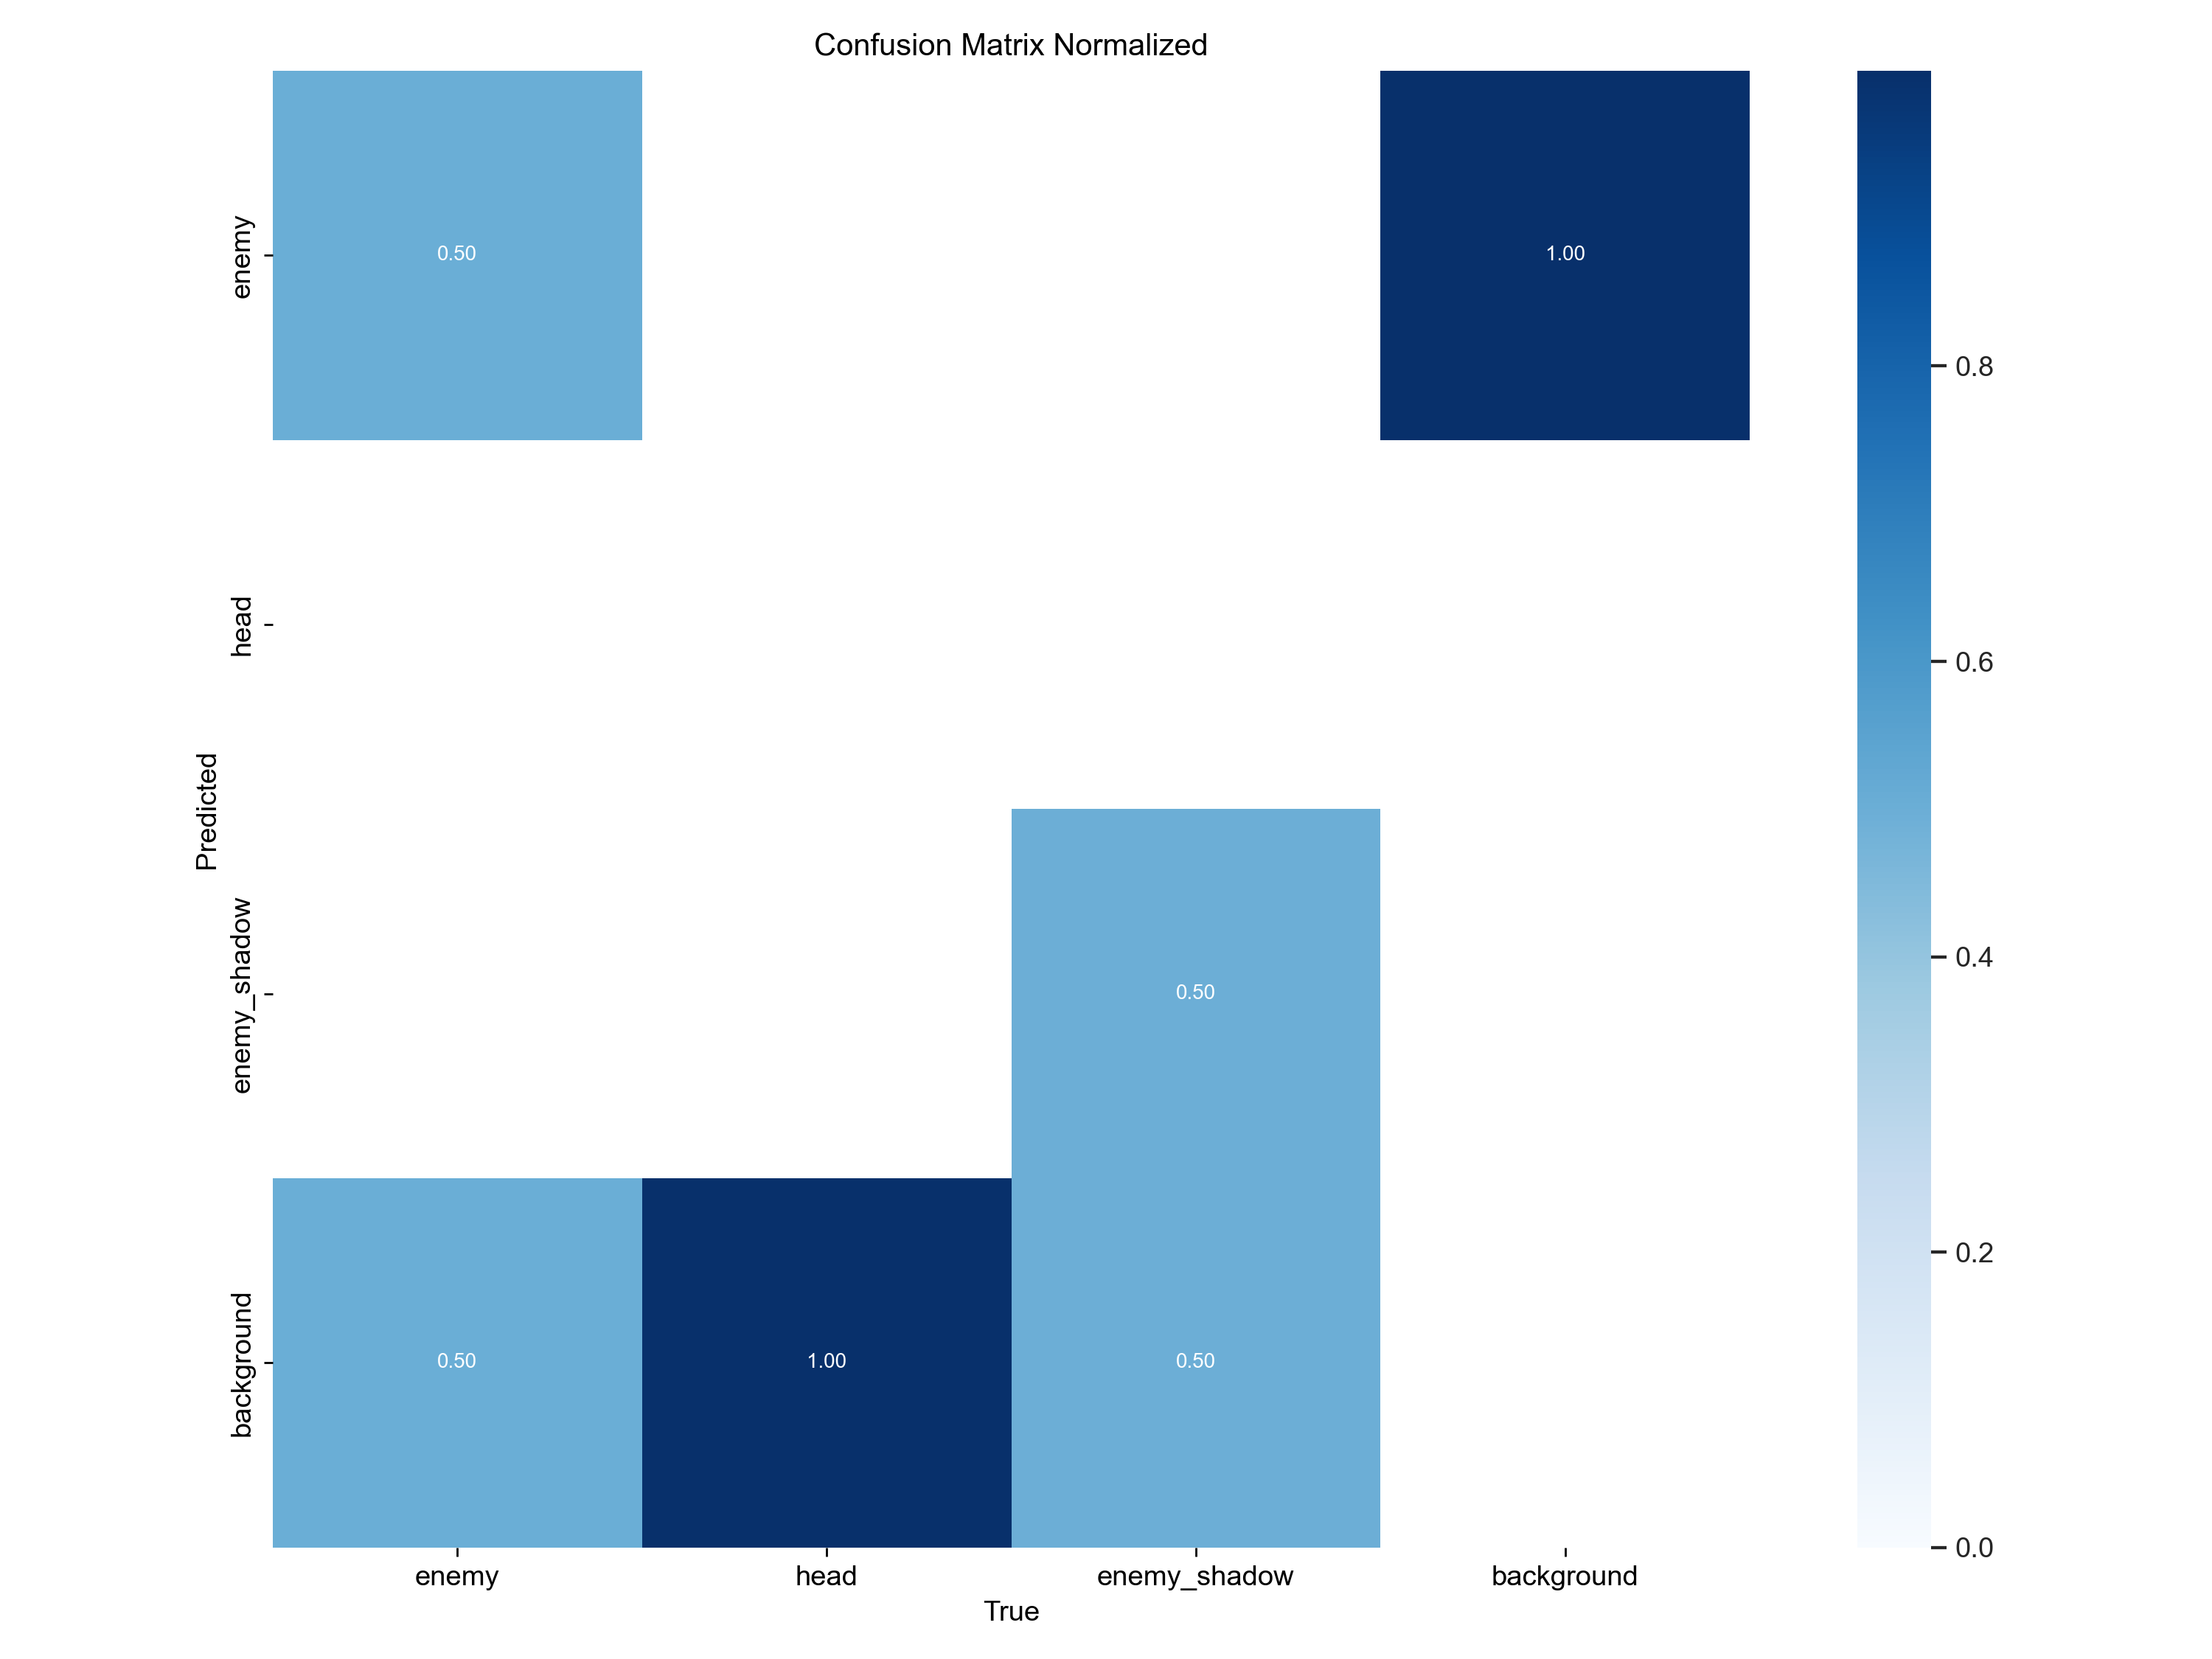 Confusion Matrix Normalized
enemy
0.50
1.00
0.8
head
0.6
Predicted
enemy_shadow
0.50
0.4
background
0.50
1.00
0.50
0.2
0.0
enemy
head
enemy_shadow
background
True